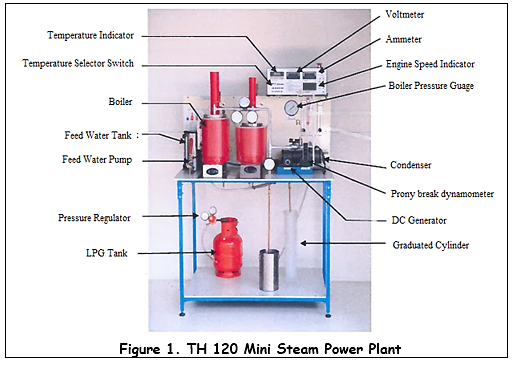 Voltmeter
Temperature Indicator
Ammeter
Temperature Selector Switch
Engine Speed Indicator
Boiler Pressure Guage
Boiler
Feed Water Tank :
Feed Water Pump
Condenser
Prony break dynamometer
Pressure Regulator
DC Generator
LPG Tank
Graduated Cylinder
Figure 1. TH 120 Mini Steam Power Plant